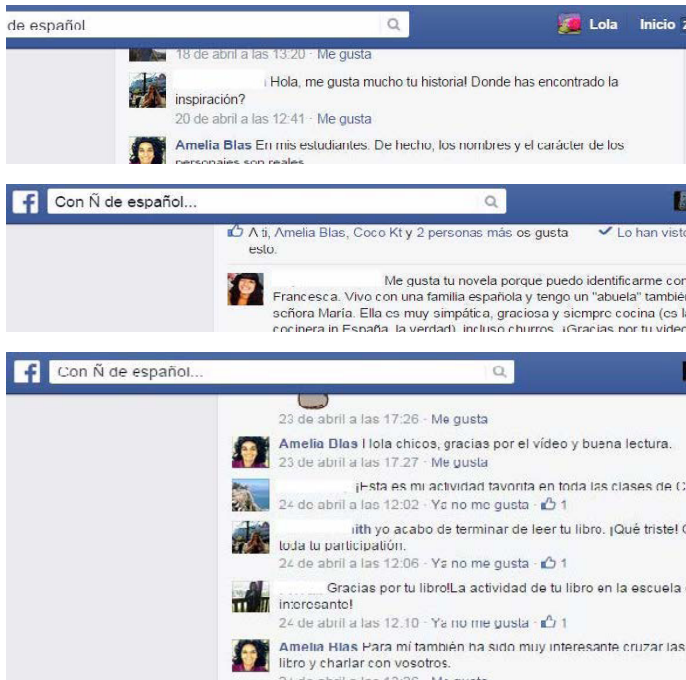 de español
Lola Inicio
18 de abril a las 13:20 · Me gusta
Hola, me gusta mucho tu historia! Donde has encontrado la
inspiración?
20 de abril a las 12:41 · Me gusta
Amelia Blas En mis estudiantes. De hecho, los nombres y el carácter de los
personajes son reales
Con Ñ de español...
A ti, Amelia Blas, Coco Kt y 2 personas más os gusta
esto.
Lo han visto
Me gusta tu novela porque puedo identificarme con
Francesca. Vivo con una familia española y tengo un "abuela" también
señora María. Ella es muy simpática, graciosa y siempre cocina (es la
cocinera in España, la verdad), incluso churros. ¡Gracias por tu video
Con Ñ de español...
23 de abril a las 17:26 · Me gusta
Amelia Blas Hola chicos, gracias por el vídeo y buena lectura.
23 de abril a las 17:27 · Me gusta
¡Esta es mi actividad favorita en toda las clases de C
24 de abril a las 12:02 · Ya no me gusta · 1
ith yo acabo de terminar de leer tu libro. ¡Qué triste!
toda tu participatión.
24 de abril a las 12:06 · Ya no me gusta · 1
Gracias por tu libro!La actividad de tu libro en la escuela
interesante!
24 de abril a las 12:10 · Ya no me gusta · 1
Amelia Blas Para mí también ha sido muy interesante cruzar las
libro y charlar con vosotros.